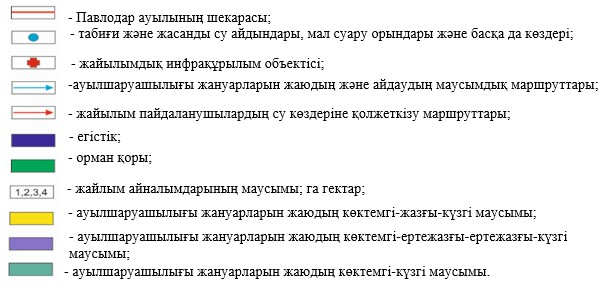 - Павлодар ауылының шекарасы;
- табиғи және жасанды су айдындары, мал суару орындары және басқа да көздері;
- жайылымдық инфрақұрылым объектісі;
-ауылшаруашылығы жануарларын жаюдың және айдаудың маусымдық маршруттары;
- жайылым пайдаланушылардың су көздеріне қолжеткізу маршруттары;
- егістік;
- орман қоры;
1,2,3,4 - жайлым айналымдарының маусымы; га гектар;
- ауылшаруашылығы жануарларын жаюдың көктемгі-жазғы-күзгі маусымы;
- ауылшаруашылығы жануарларын жаюдың көктемгі-ертежазғы-ертежазғы-күзгі
маусымы;
- ауылшаруашылығы жануарларын жаюдың көктемгі-күзгі маусымы.